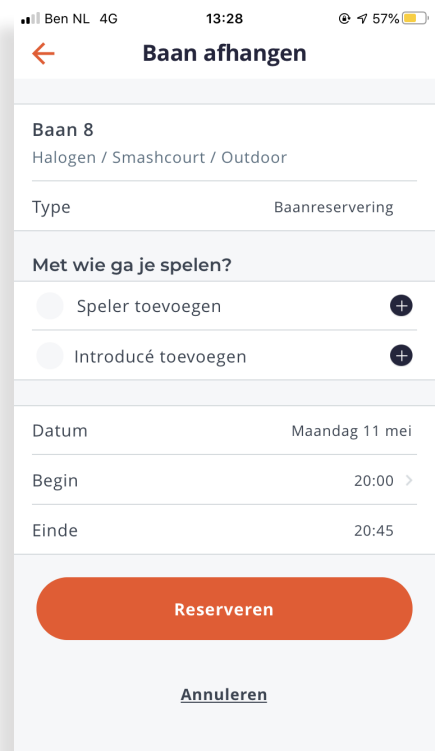 Ben NL 4G 13:28 57%
Baan afhangen
Baan 8
Halogen / Smashcourt / Outdoor
Type Baanreservering
Met wie ga je spelen?
Speler toevoegen
Introducé toevoegen
Datum Maandag 11 mei
Begin 20:00
Einde 20:45
Reserveren
Annuleren